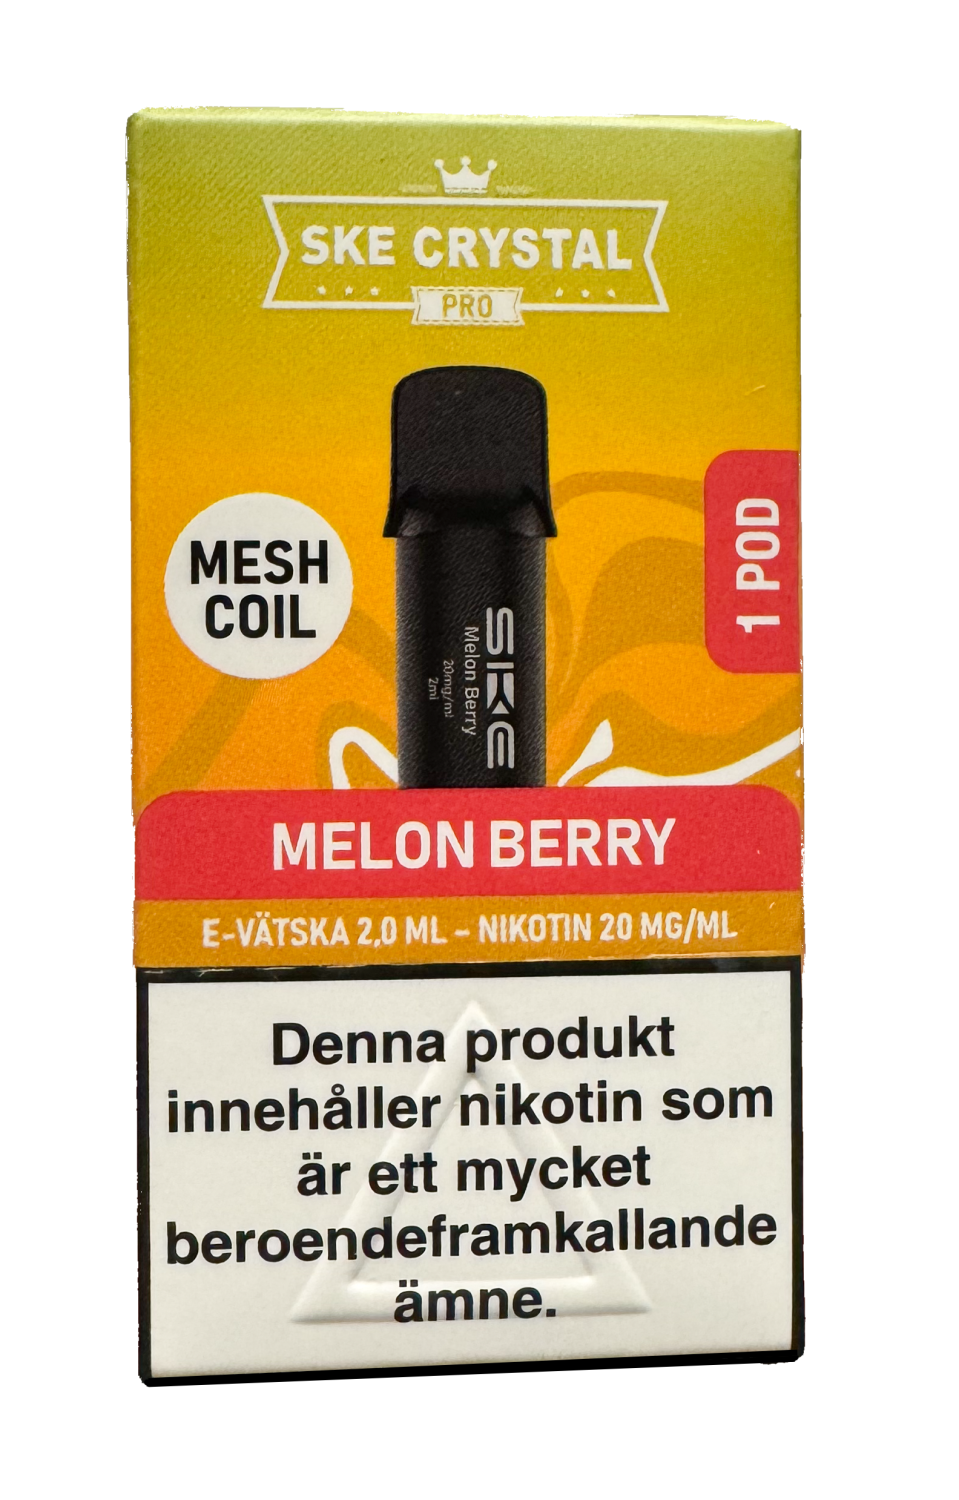 SKE CRYSTAL
PRO
MESH
COIL
1 POD
SKE
Melon Berry
20mg/ml
2ml
MELON BERRY
E-VÄTSKA 2,0 ML – NIKOTIN 20 MG/ML
Denna produkt
innehåller nikotin som
är ett mycket
beroendeframkallande
ämne.